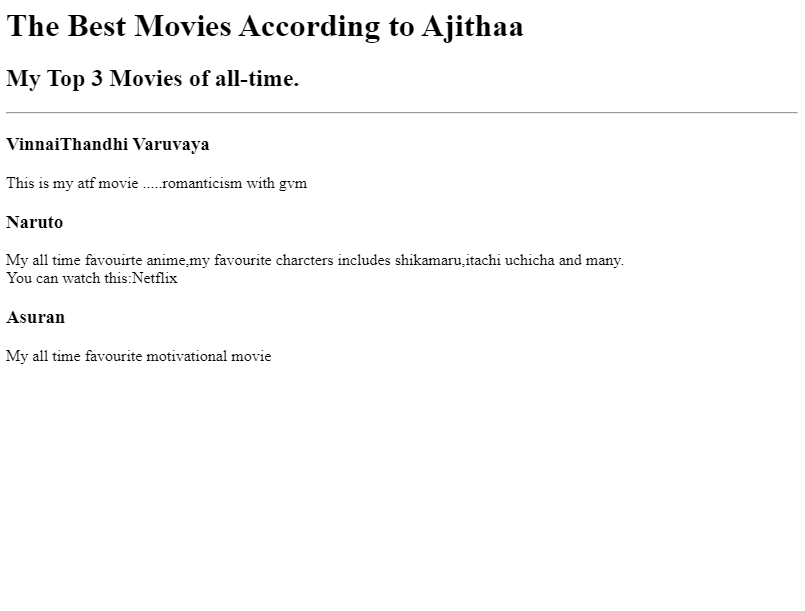 The Best Movies According to Ajithaa
My Top 3 Movies of all-time.
VinnaiThandhi Varuvaya
This is my atf movie .....romanticism with gvm
Naruto
My all time favouirte anime,my favourite charcters includes shikamaru,itachi uchicha and many.
You can watch this:Netflix
Asuran
My all time favourite motivational movie